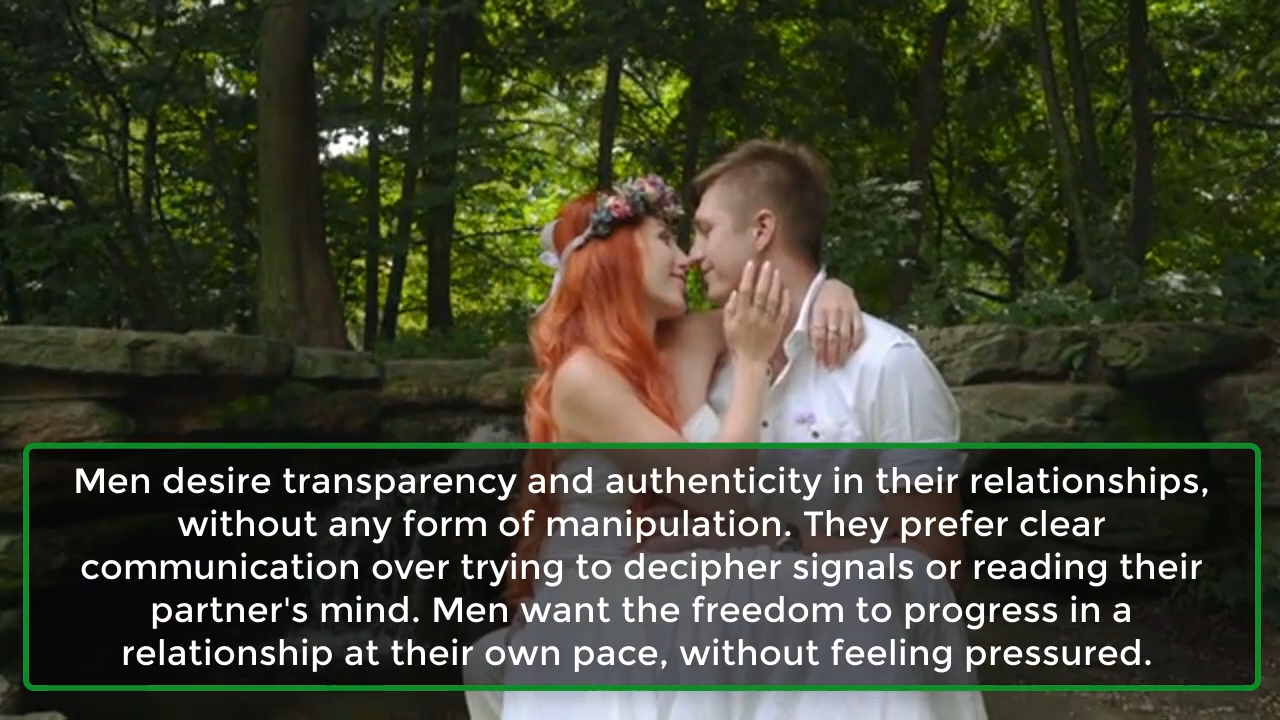 Men desire transparency and authenticity in their relationships,
without any form of manipulation. They prefer clear
communication over trying to decipher signals or reading their
partner's mind. Men want the freedom to progress in a
relationship at their own pace, without feeling pressured.